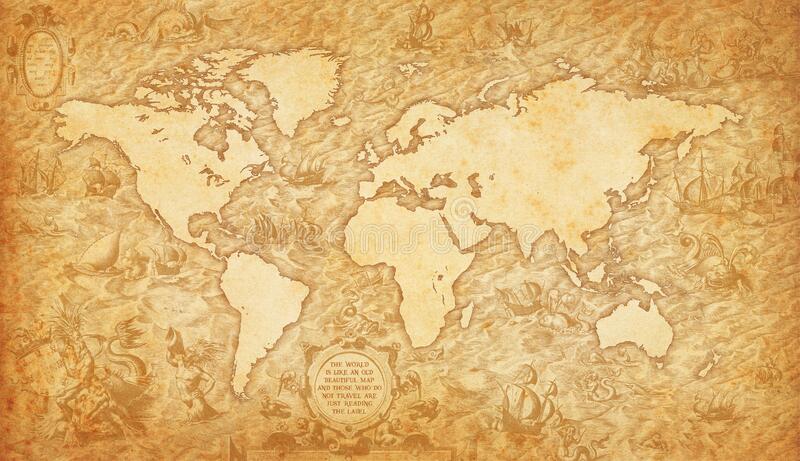 THE WORLD
IS LIKE AN OLD
BEAUTIFUL MAP
AND THOSE WHO DO
NOT TRAVEL ARE
JUST READING
THE LABEL
dreamstime